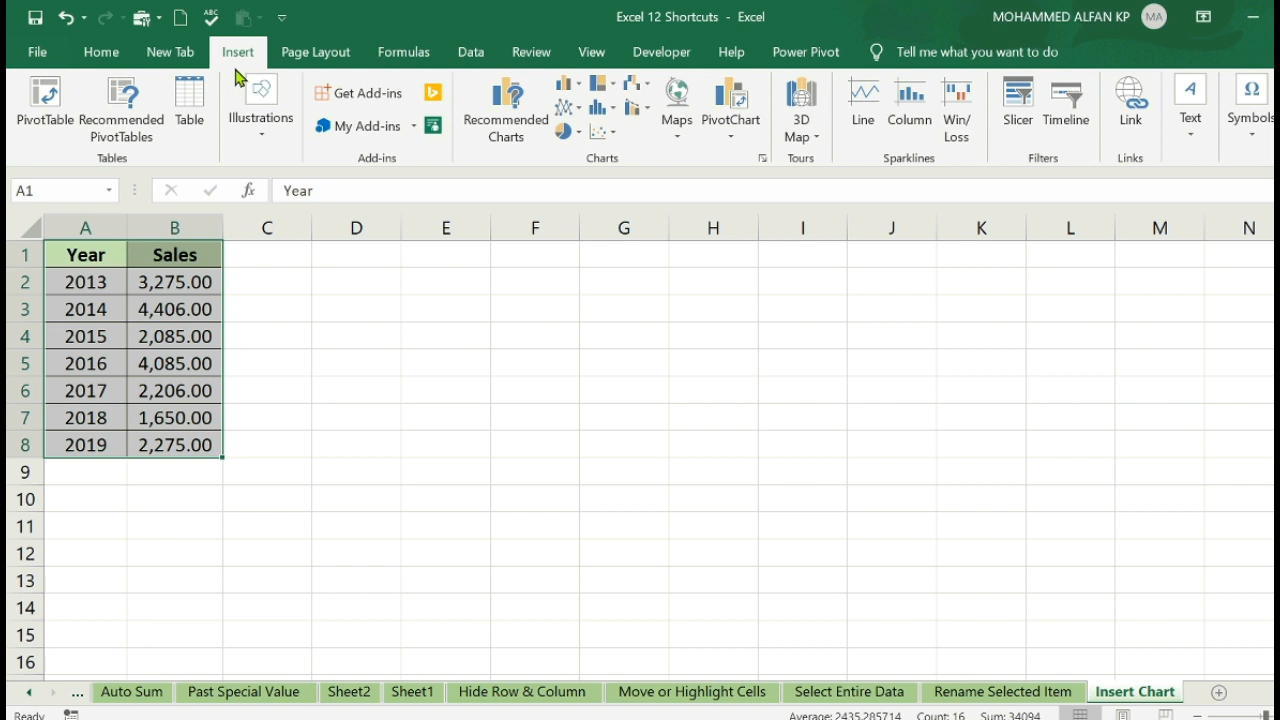 ABC
Excel 12 Shortcuts - Excel
MOHAMMED ALFAN KP
MA
File
Home
New Tab
Insert
Page Layout
Formulas
Data
Review
View
Developer
Help
Power Pivot
Tell me what you want to do
PivotTable
Recommended
PivotTables
Table
Illustrations
Get Add-ins
My Add-ins
Recommended
Charts
Maps
PivotChart
3D
Map
Line
Column
Win/
Loss
Slicer
Timeline
Link
Text
Symbols
Tables
Add-ins
Charts
Tours
Sparklines
Filters
Links
A1
fx
Year
A B C D E F G H I J K L M N
1 Year Sales
2 2013 3,275.00
3 2014 4,406.00
4 2015 2,085.00
5 2016 4,085.00
6 2017 2,206.00
7 2018 1,650.00
8 2019 2,275.00
9
10
11
12
13
14
15
16
... Auto Sum Past Special Value Sheet2 Sheet1 Hide Row & Column Move or Highlight Cells Select Entire Data Rename Selected Item Insert Chart
Ready Average: 2435.285714 Count: 16 Sum: 34094